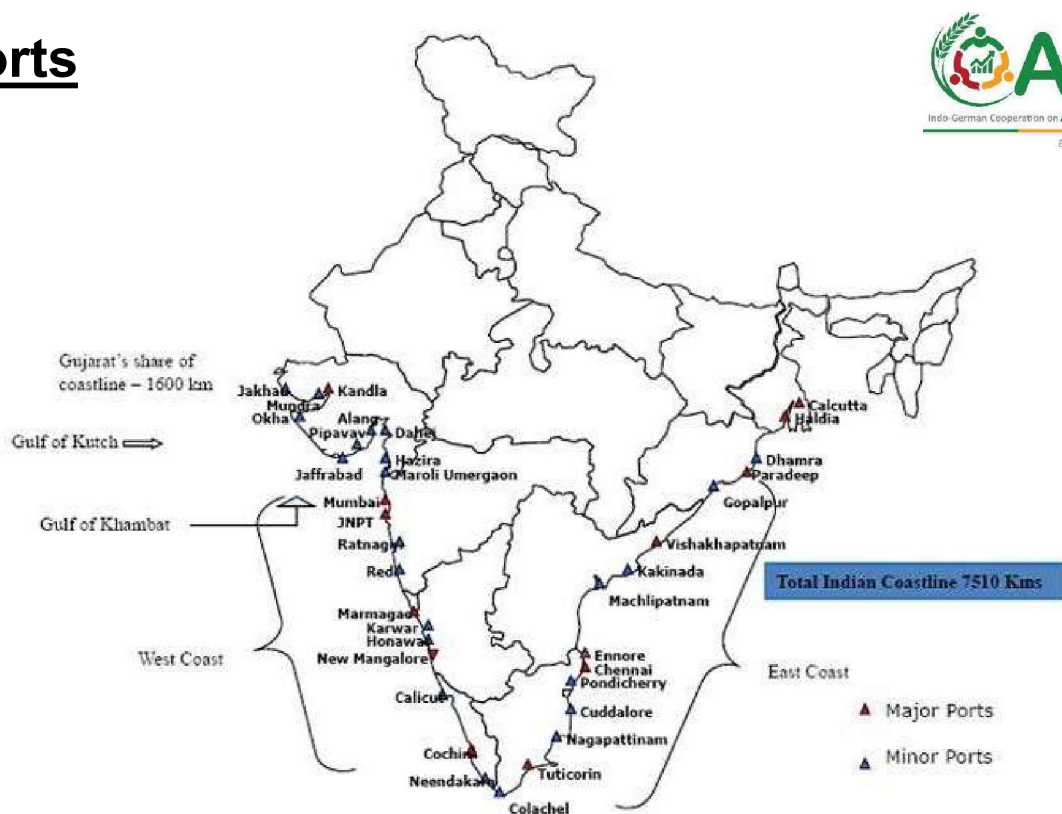 orts
A
Indo-German Cooperation on
Gujarat's share of
coastline – 1600 km
Jakhau
Kandla
Mundra
Okha
Alang
Pipavav
Dahej
Gulf of Kutch
Hazira
Jaffrabad
Maroli Umergaon
Mumbai
JNPT
Gulf of Khambat
Ratnagiri
Redi
Marmagao
Karwar
Honawar
New Mangalore
West Coast
Calicut
Cochin
Neendakara
Colachel
Tuticorin
Nagapattinam
Cuddalore
Pondicherry
Chennai
Ennore
East Coast
Machlipatnam
Kakinada
Vishakhapatnam
Gopalpur
Paradeep
Dhamra
Haldia
Calcutta
Total Indian Coastline 7510 Kms
Major Ports
Minor Ports